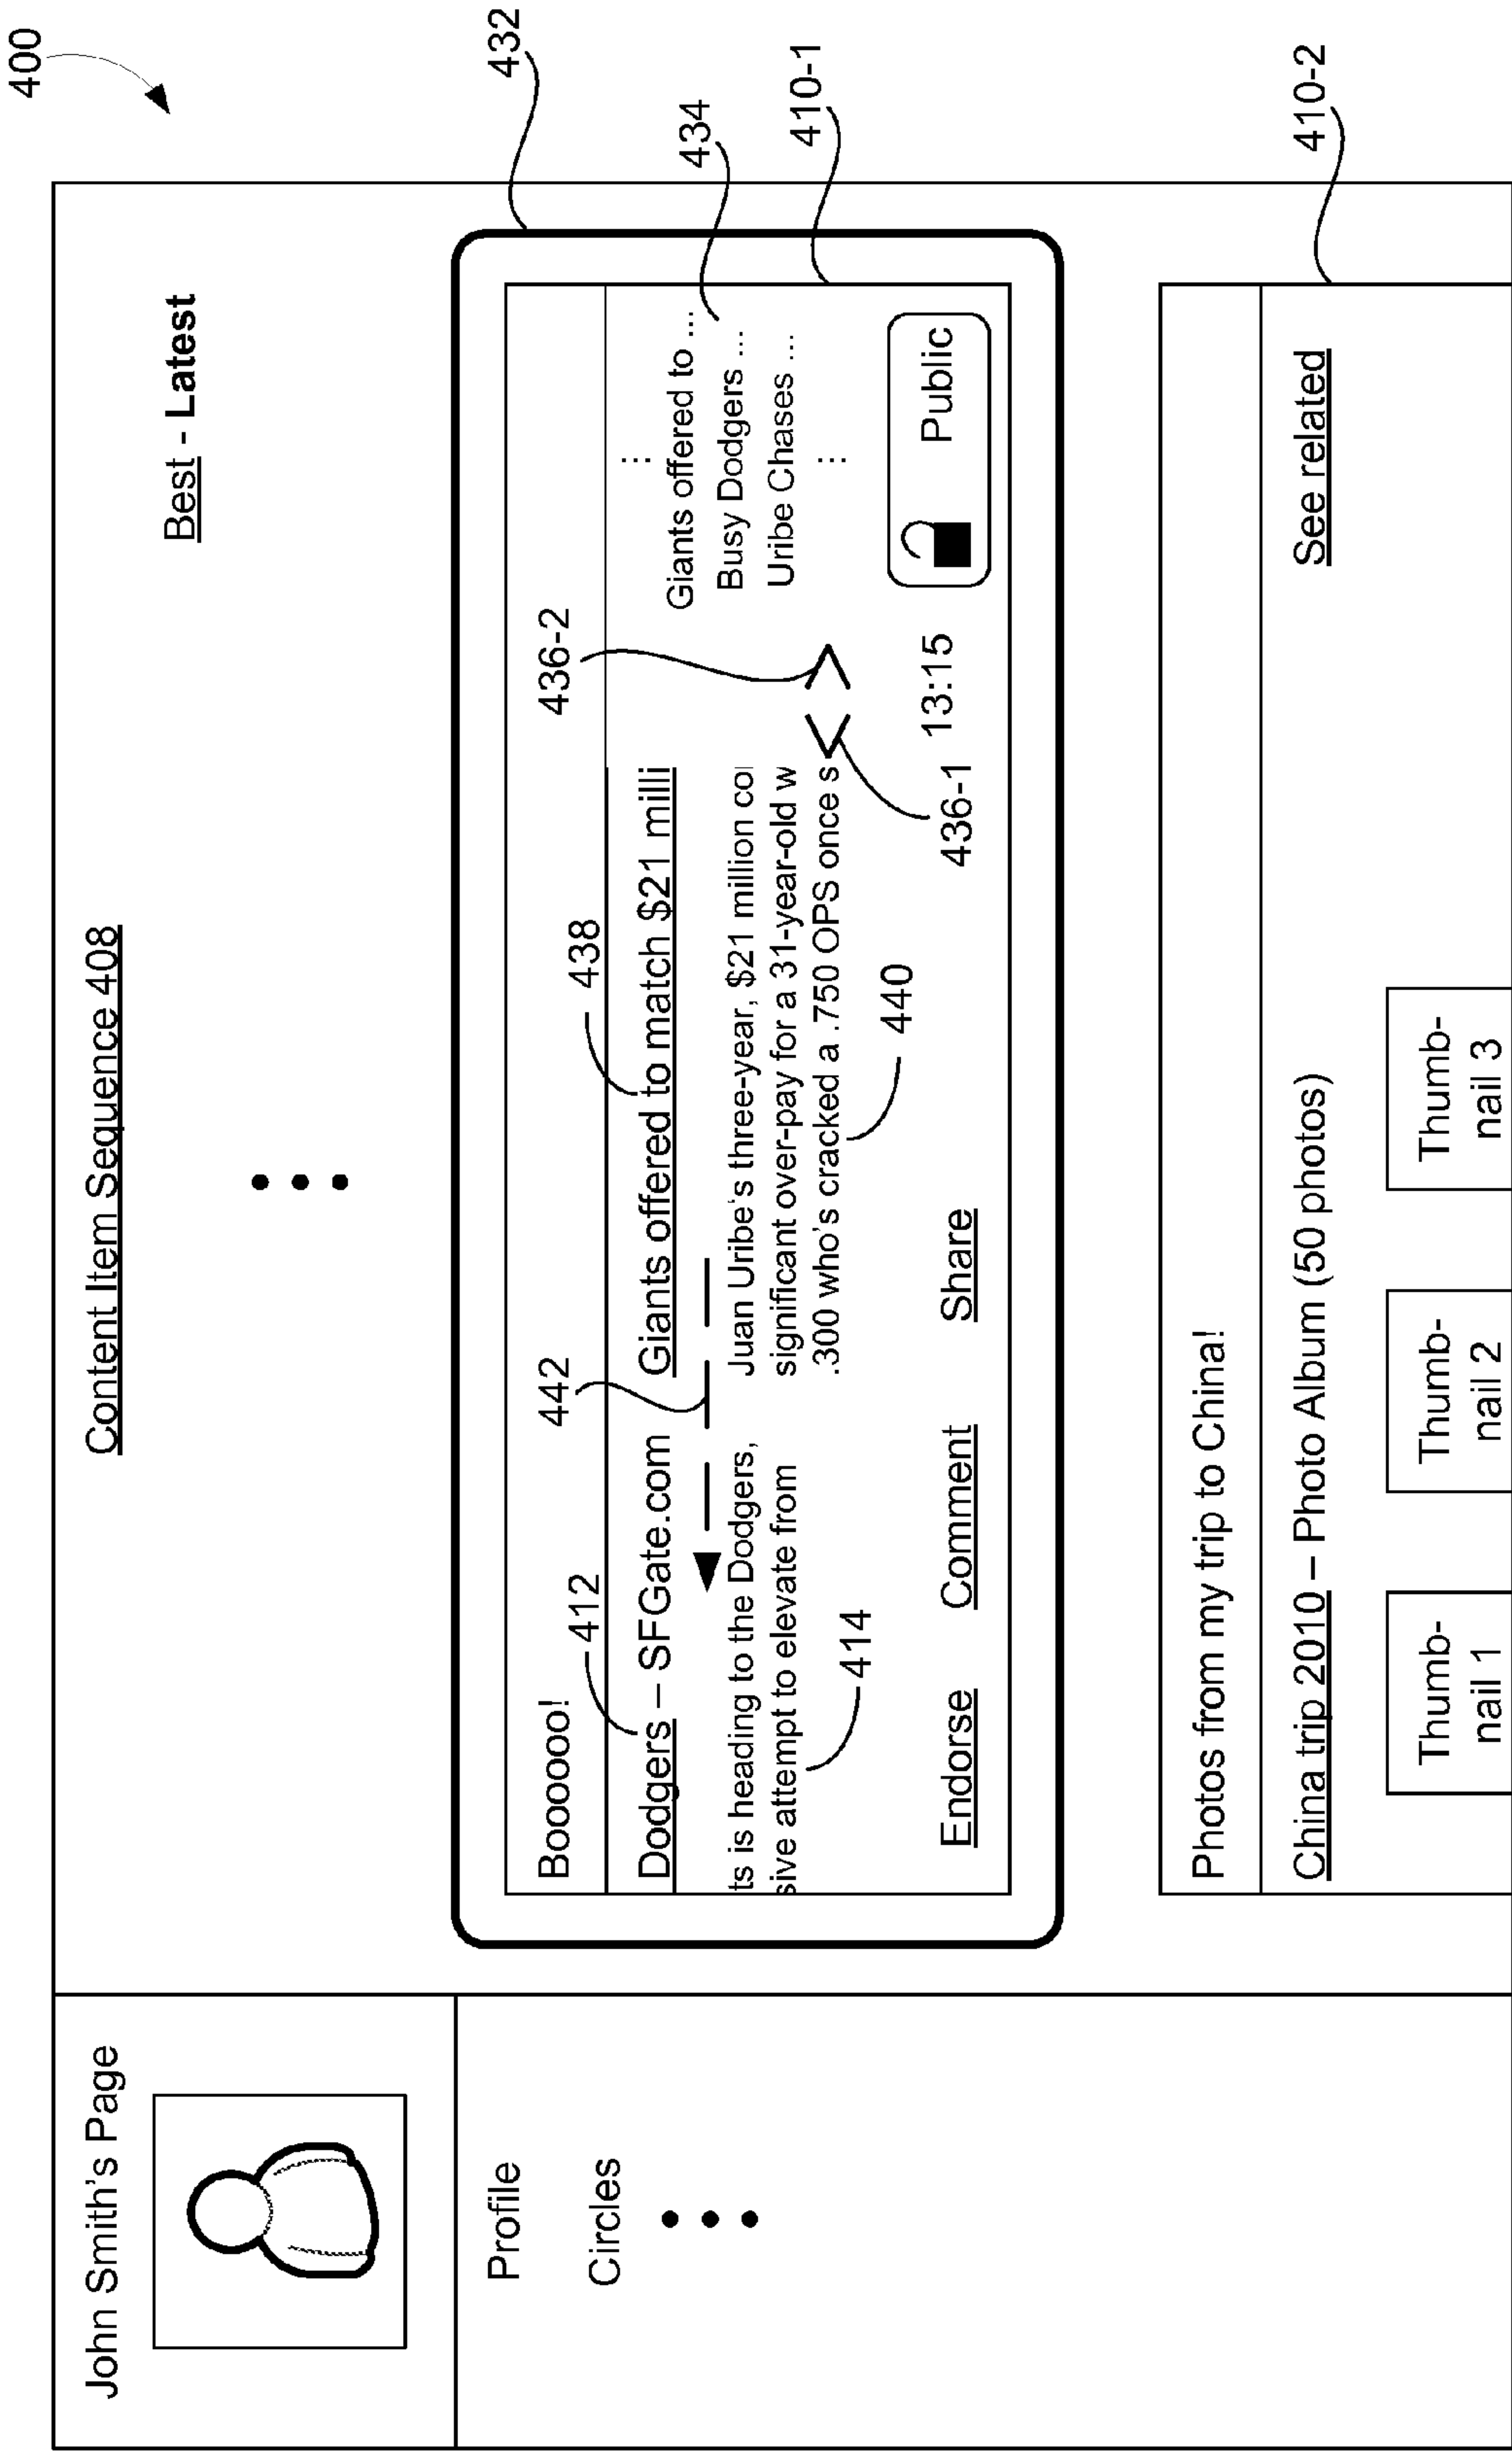 400
John Smith's Page
Profile
Circles
Content Item Sequence 408
Best - Latest
432
Boooooo!
412
442
438
436-2
Dodgers – SFGate.com
Giants offered to match $21 milli
ts is heading to the Dodgers,
sive attempt to elevate from
414
Juan Uribe's three-year, $21 million co
significant over-pay for a 31-year-old w
.300 who's cracked a .750 OPS once s
440
436-1
⋮
Giants offered to ...
Busy Dodgers ...
Uribe Chases ...
⋮
434
< >
Endorse Comment Share
13:15
Public
410-1
Photos from my trip to China!
China trip 2010 – Photo Album (50 photos)
See related
410-2
Thumb-
nail 1
Thumb-
nail 2
Thumb-
nail 3